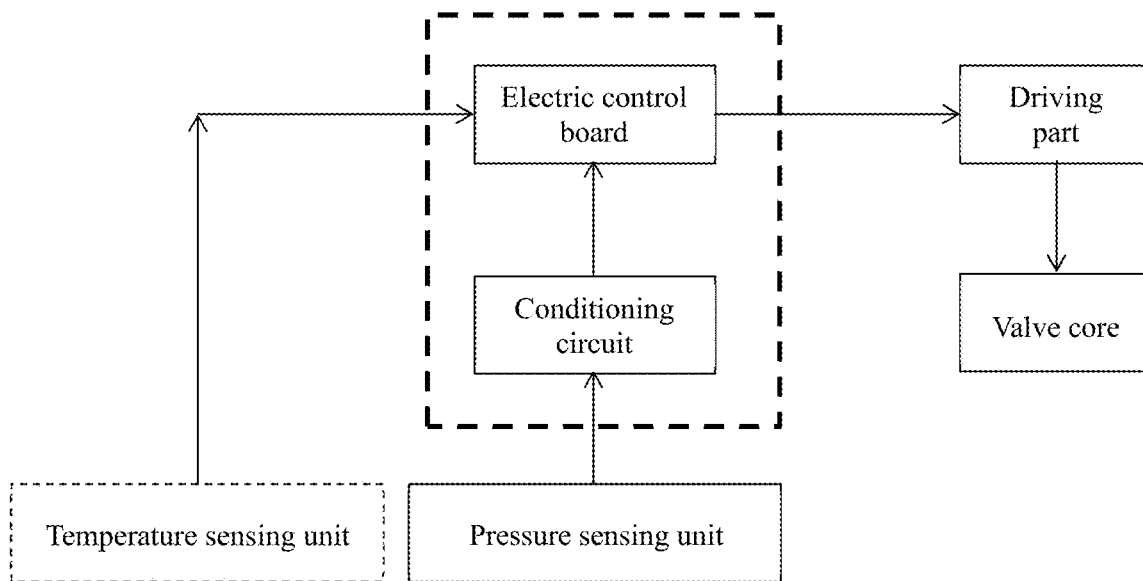 Electric control
board
Driving
part
Conditioning
circuit
Valve core
Temperature sensing unit
Pressure sensing unit